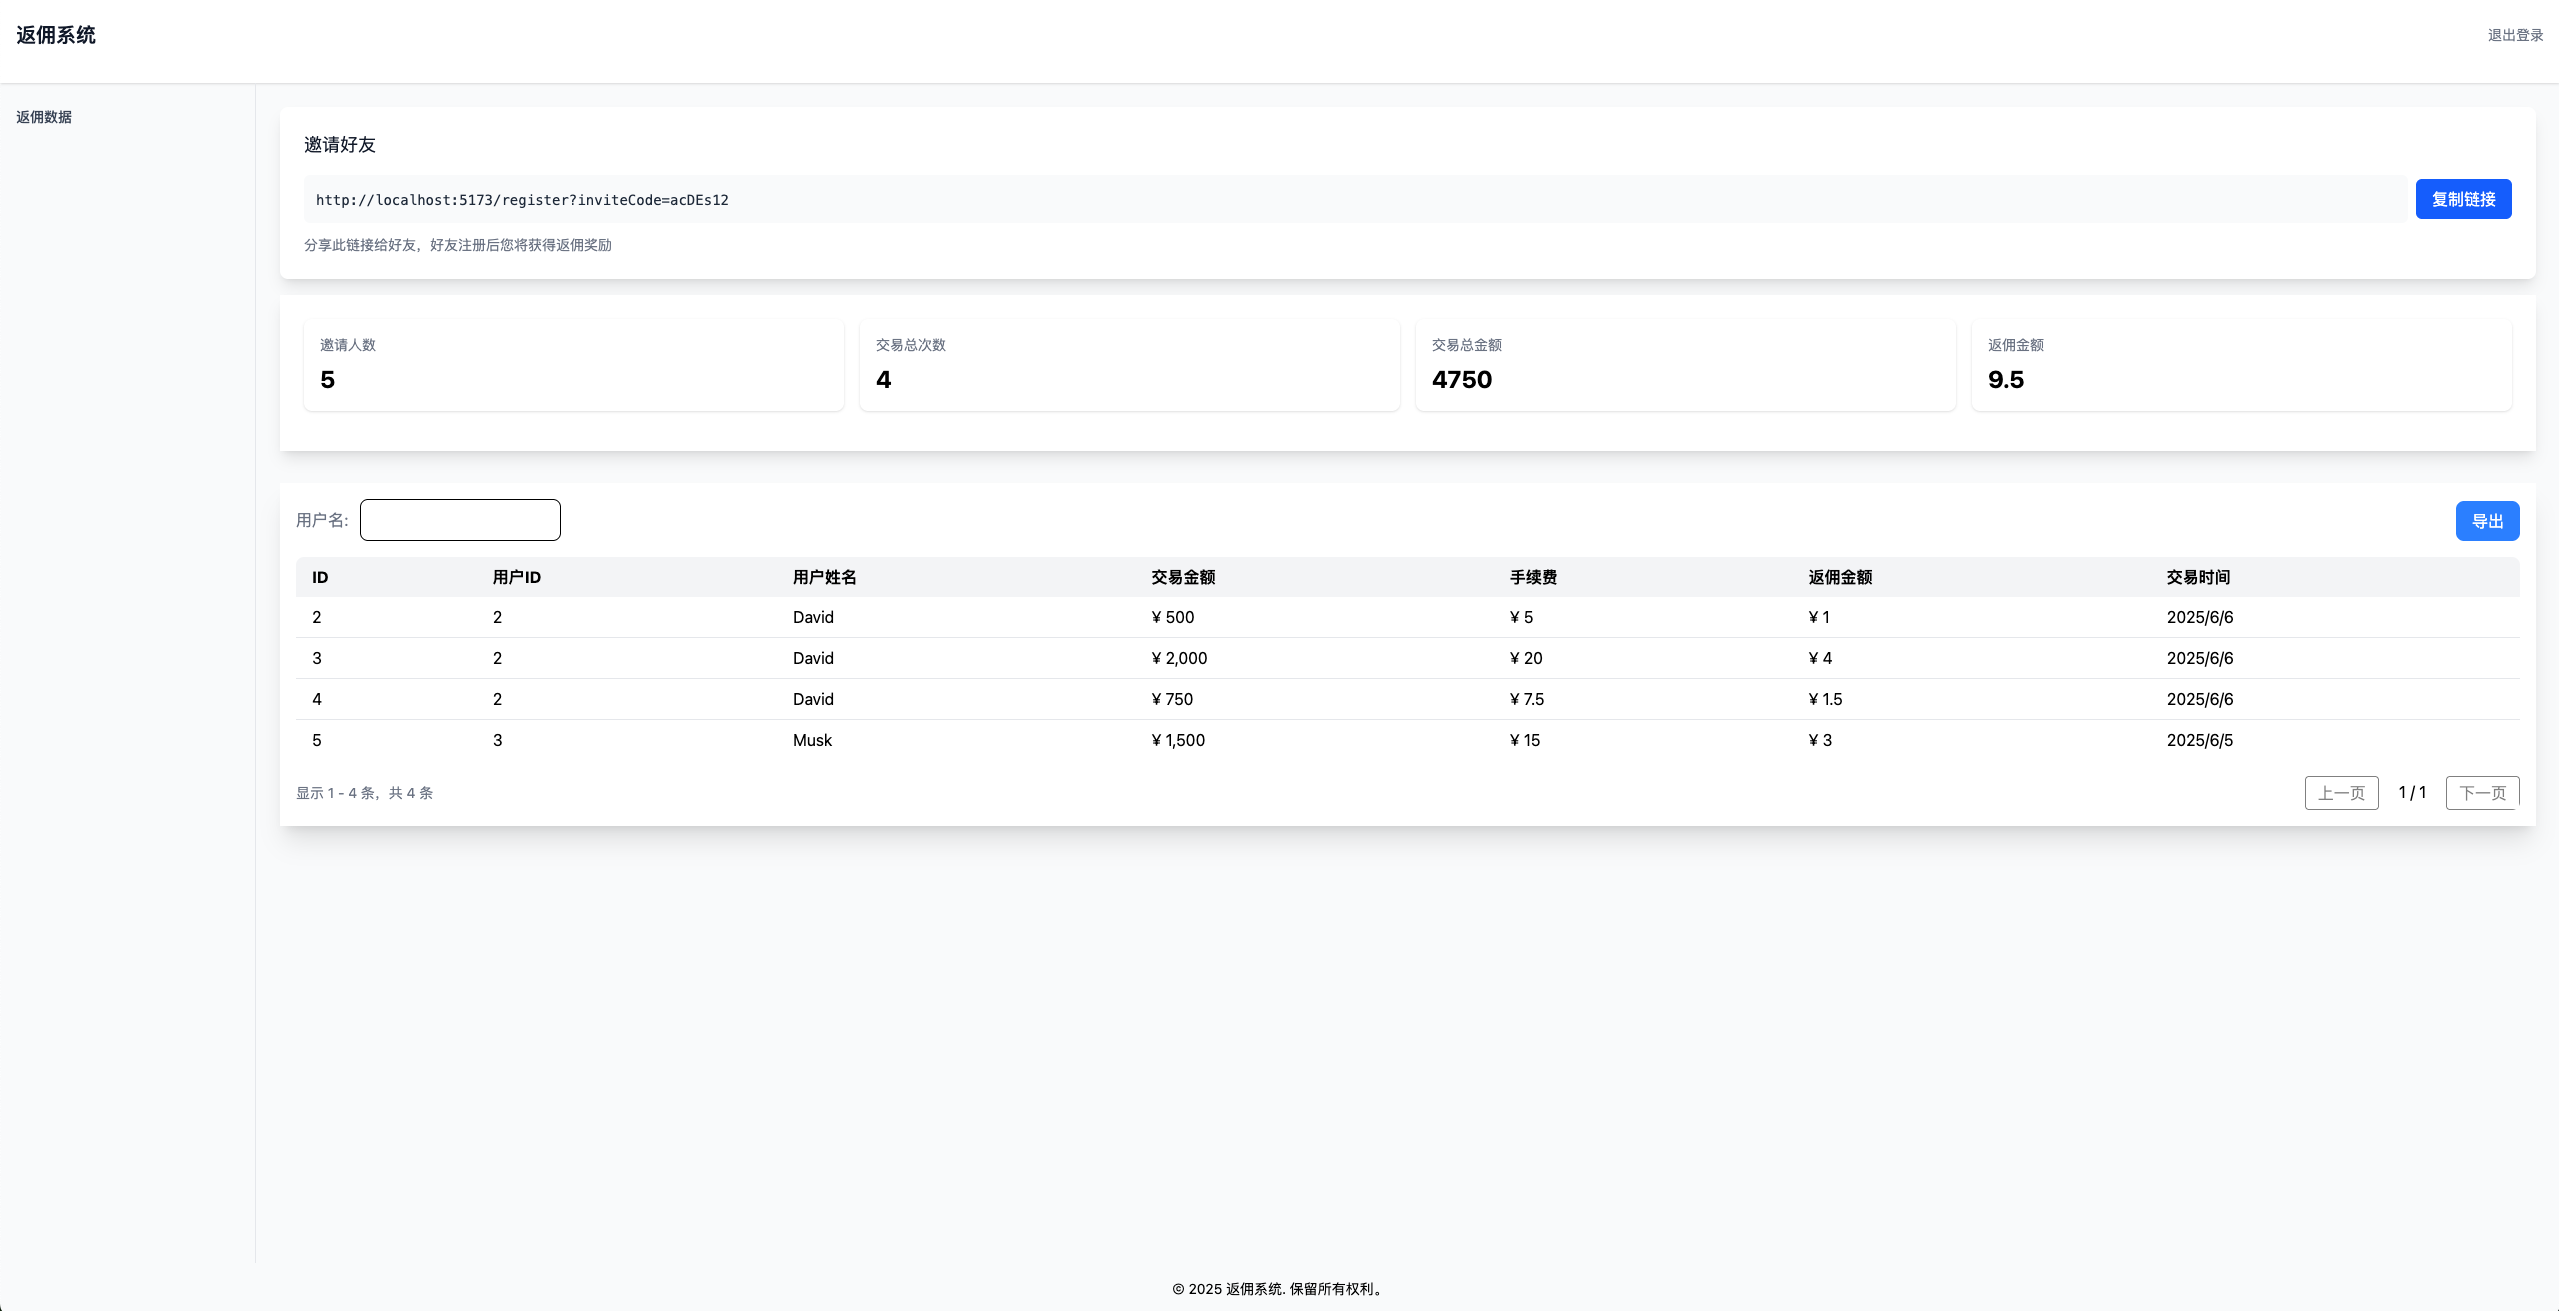 返佣系统
退出登录
返佣数据
邀请好友
http://localhost:5173/register?inviteCode=acDEs12
复制链接
分享此链接给好友，好友注册后您将获得返佣奖励
邀请人数 交易总次数 交易总金额 返佣金额
5 4 4750 9.5
用户名:
导出
ID 用户ID 用户姓名 交易金额 手续费 返佣金额 交易时间
2 2 David ¥ 500 ¥ 5 ¥ 1 2025/6/6
3 2 David ¥ 2,000 ¥ 20 ¥ 4 2025/6/6
4 2 David ¥ 750 ¥ 7.5 ¥ 1.5 2025/6/6
5 3 Musk ¥ 1,500 ¥ 15 ¥ 3 2025/6/5
显示 1 - 4 条，共 4 条
上一页 1 / 1 下一页
© 2025 返佣系统. 保留所有权利。